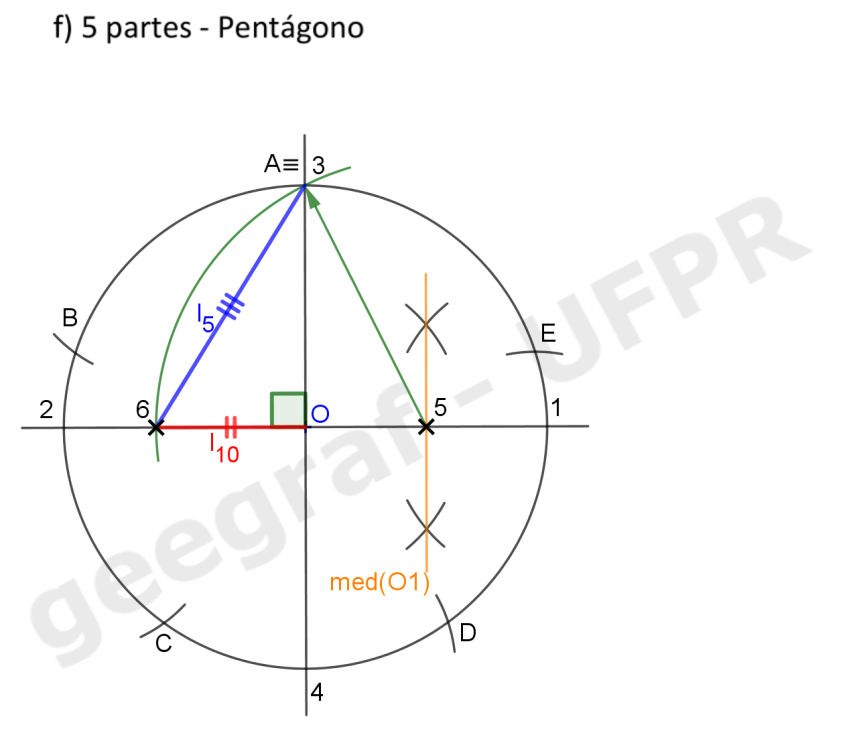 f) 5 partes - Pentágono
A≡ 3
B
l5
E
2
6
O
5
1
l10
med(O1)
C
D
4
geegraf - UFPR